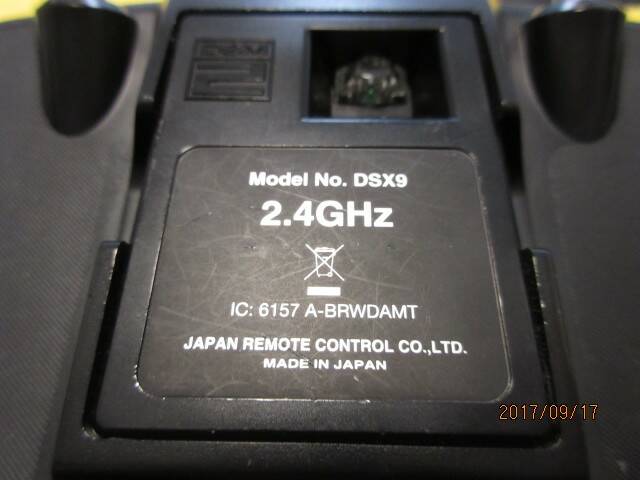 Model No. DSX9
2.4GHz
IC: 6157 A-BRWDAMT
JAPAN REMOTE CONTROL CO.,LTD.
MADE IN JAPAN
2017/09/17